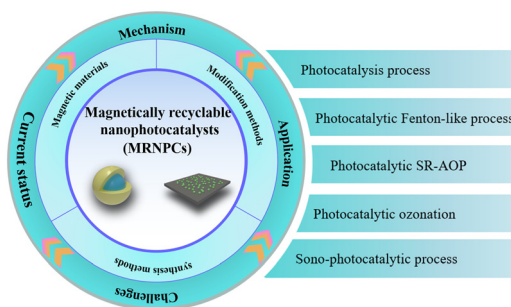 Mechanism
Magnetic materials
Modification methods
Current status
Magnetically recyclable
nanophotocatalysts
(MRNPCs)
Application
synthesis methods
Challenges
Photocatalysis process
Photocatalytic Fenton-like process
Photocatalytic SR-AOP
Photocatalytic ozonation
Sono-photocatalytic process